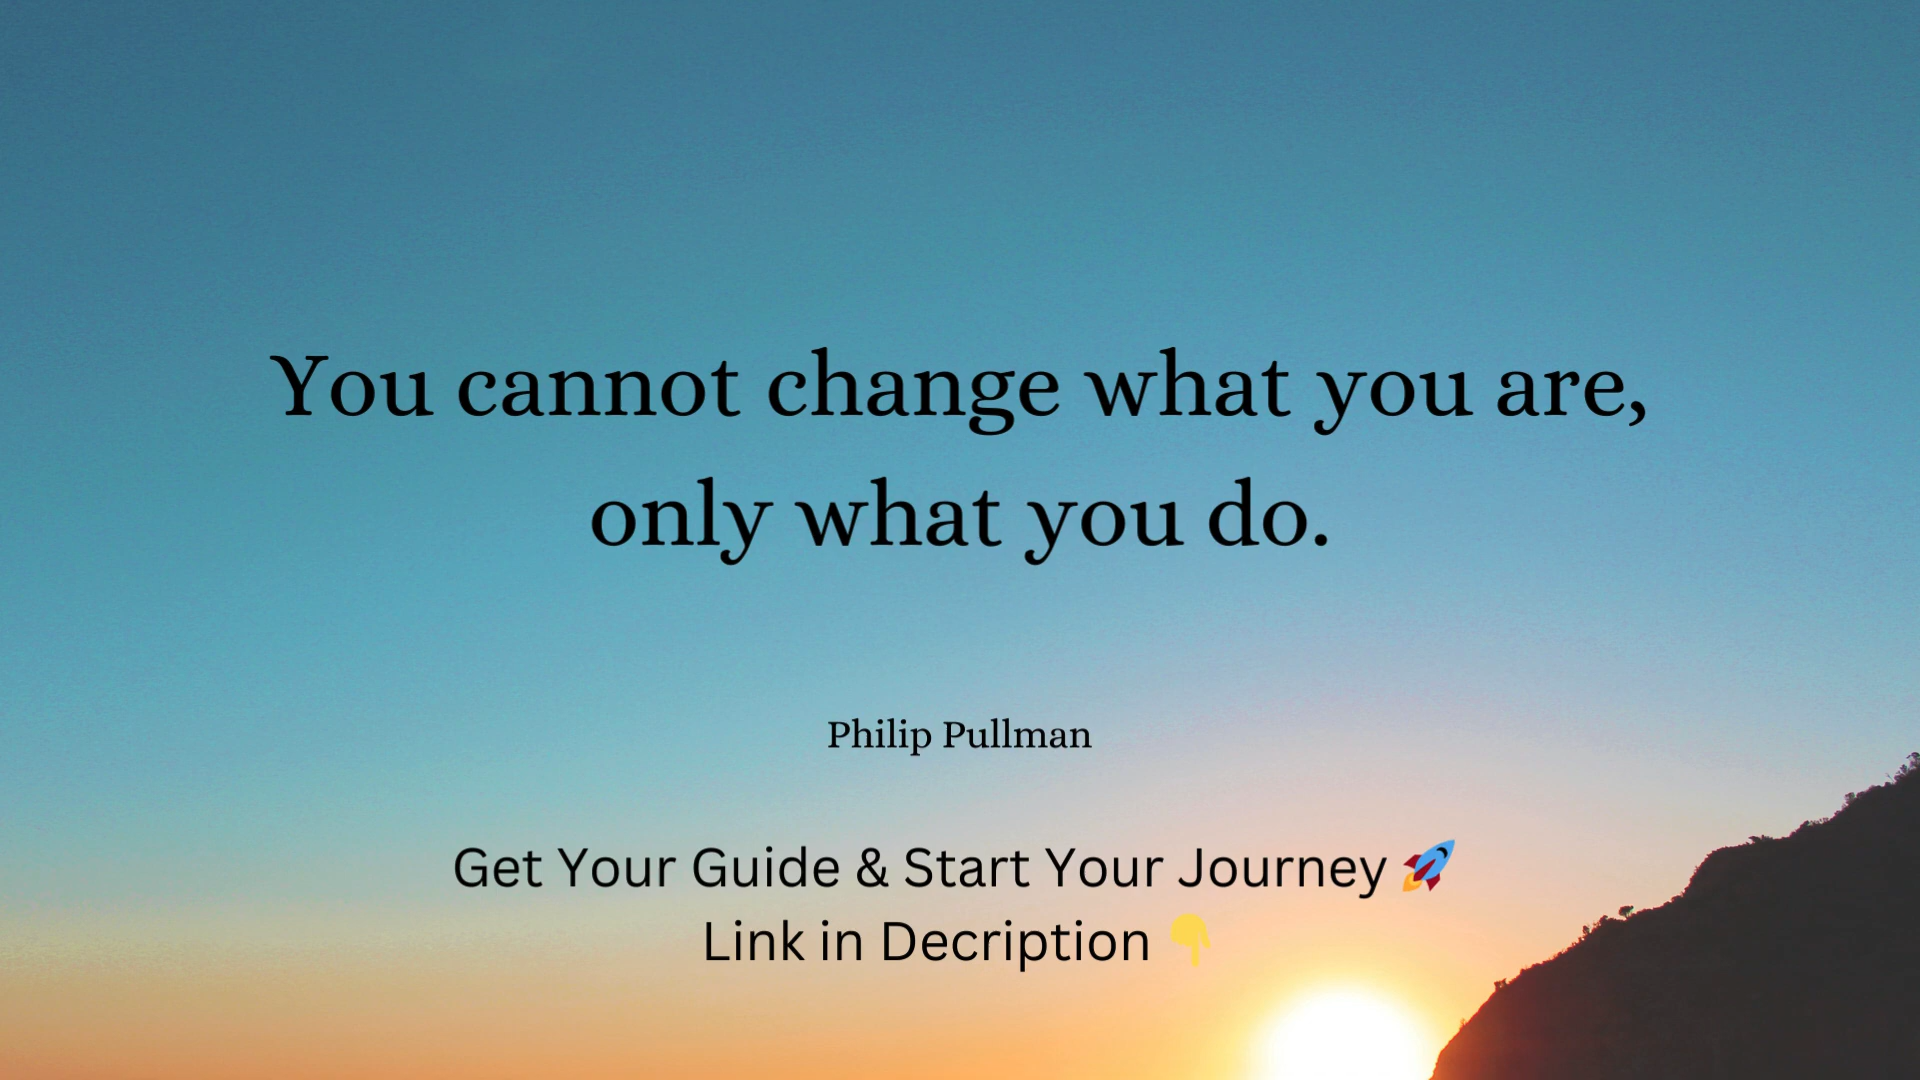 You cannot change what you are,
only what you do.
Philip Pullman
Get Your Guide & Start Your Journey 🚀
Link in Decription 👇